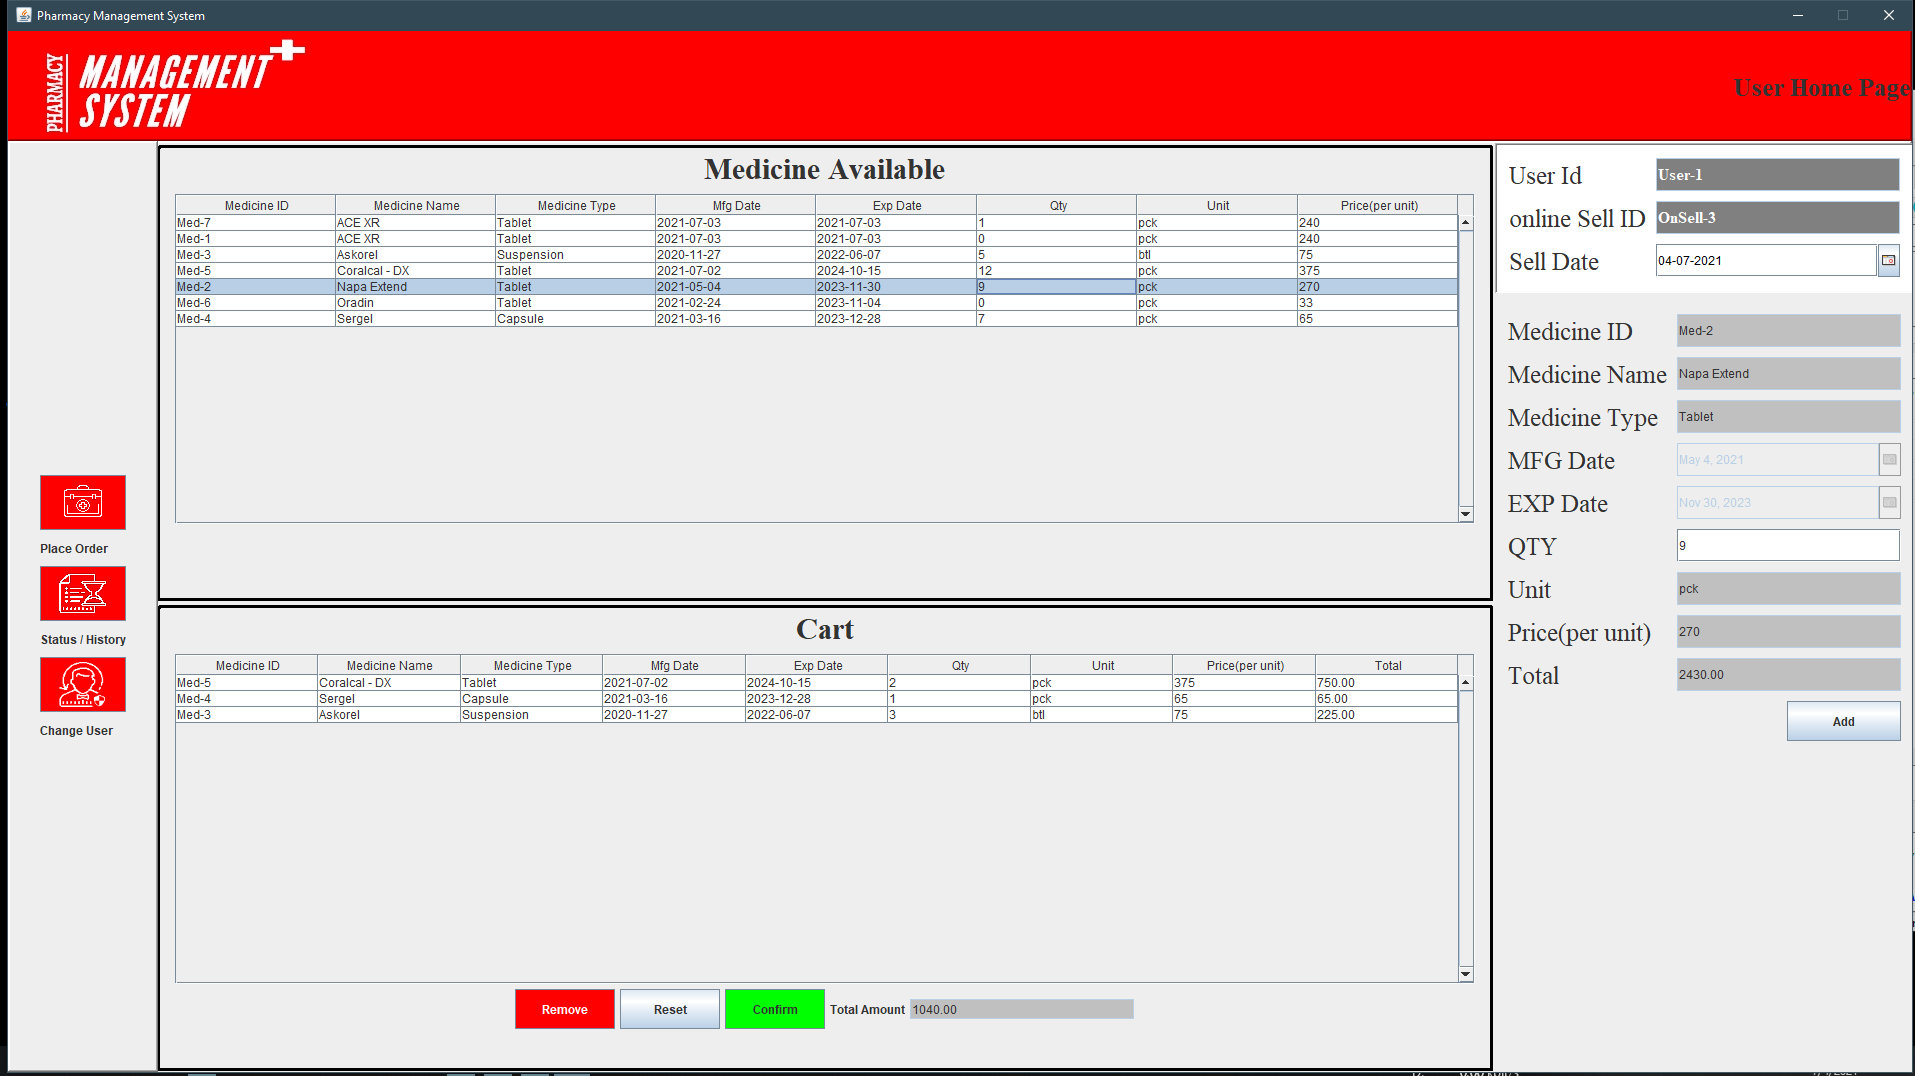 Pharmacy Management System
PHARMACY
MANAGEMENT
SYSTEM
User Home Page
Medicine Available
Medicine ID Medicine Name Medicine Type Mfg Date Exp Date Qty Unit Price(per unit)
Med-7 ACE XR Tablet 2021-07-03 2021-07-03 1 pck 240
Med-1 ACE XR Tablet 2021-07-03 2021-07-03 0 pck 240
Med-3 Askorel Suspension 2020-11-27 2022-06-07 5 btl 75
Med-5 Coralcal - DX Tablet 2021-07-02 2024-10-15 12 pck 375
Med-2 Napa Extend Tablet 2021-05-04 2023-11-30 9 pck 270
Med-6 Oradin Tablet 2021-02-24 2023-11-04 0 pck 33
Med-4 Sergel Capsule 2021-03-16 2023-12-28 7 pck 65
Place Order
Status / History
Change User
Cart
Medicine ID Medicine Name Medicine Type Mfg Date Exp Date Qty Unit Price(per unit) Total
Med-5 Coralcal - DX Tablet 2021-07-02 2024-10-15 2 pck 375 750.00
Med-4 Sergel Capsule 2021-03-16 2023-12-28 1 pck 65 65.00
Med-3 Askorel Suspension 2020-11-27 2022-06-07 3 btl 75 225.00
Remove Reset Confirm Total Amount 1040.00
User Id User-1
online Sell ID OnSell-3
Sell Date 04-07-2021
Medicine ID Med-2
Medicine Name Napa Extend
Medicine Type Tablet
MFG Date May 4, 2021
EXP Date Nov 30, 2023
QTY 9
Unit pck
Price(per unit) 270
Total 2430.00
Add